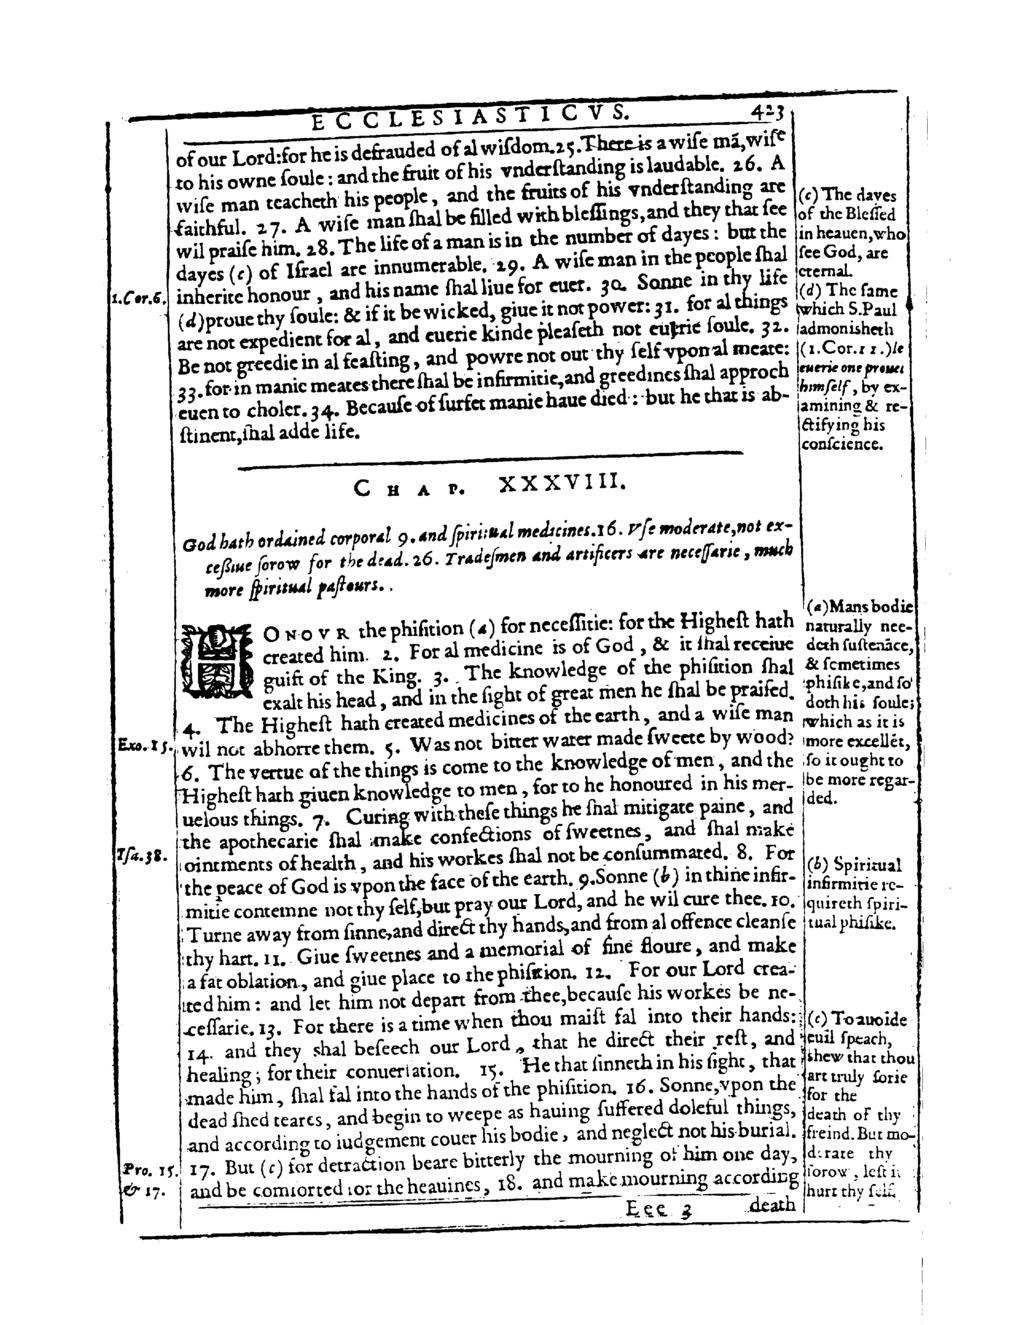 ECCLESIASTICVS. 423
of our Lord: for he is defrauded of al wiſdom. 25. There is a wiſe mā, wiſe
to his owne ſoule: and the fruit of his vnderſtanding is laudable. 26. A
wiſe man teacheth his people, and the fruits of his vnderſtanding are
faithful. 27. A wiſe man ſhal be filled with bleſſings, and they that ſee
wil praiſe him. 28. The life of a man is in the number of dayes: but the
dayes (c) of Iſrael are innumerable. 29. A wiſe man in the people ſhal
inherite honour, and his name ſhal liue for euer. 30. Sonne in thy life
(d) proue thy ſoule: & if it be wicked, giue it not power: 31. for al things
are not expedient for al, and euerie kinde pleaſeth not euerie ſoule. 32.
Be not greedie in al feaſting, and powre not out thy ſelf vpon al meate:
33. for in manie meates there ſhal be infirmitie, and greedines ſhal approch
euen to choler. 34. Becauſe of ſurfet manie haue died: but he that is ab-
ſtinent, ſhal adde life.
1. Cor. 6.
(c) The dayes
of the Bleſſed
in heauen, who
ſee God, are
eternal.
(d) The ſame
which S. Paul
admonisheth
(1. Cor. 11.) le
euerie one proue
himſelf, by ex-
amining & re-
ctifying his
conſcience.
CHAP. XXXVIII.
God hath ordained corporal 9. and ſpiritual medicines. 16. Vſe moderate, not ex-
ceſſiue ſorow for the dead. 26. Tradeſmen and artificers are neceſſarie, much
more ſpiritual paſtours.
HONOVR the phiſition (a) for neceſſitie: for the Higheſt hath
created him. 2. For al medicine is of God, & it ſhal receiue
guift of the King. 3. The knowledge of the phiſition ſhal
exalt his head, and in the ſight of great men he ſhal be praiſed.
4. The Higheſt hath created medicines of the earth, and a wiſe man
wil not abhorre them. 5. Was not bitter water made ſweete by wood?
6. The vertue of the things is come to the knowledge of men, and the
Higheſt hath giuen knowledge to men, for to he honoured in his mer-
uelous things. 7. Curing with theſe things he ſhal mitigate paine, and
the apothecarie ſhal make confections of ſweetnes, and ſhal make
ointments of health, and his workes ſhal not be conſummated. 8. For
the peace of God is vpon the face of the earth. 9. Sonne (b) in thine infir-
mitie contemne not thy ſelf, but pray our Lord, and he wil cure thee. 10.
Turne away from ſinne, and direct thy hands, and from al offence cleanſe
thy hart. 11. Giue ſweetnes and a memorial of fine floure, and make
a fat oblation, and giue place to the phiſition. 12. For our Lord crea-
ted him: and let him not depart from thee, becauſe his workes be ne-
ceſſarie. 13. For there is a time when thou maiſt fal into their hands:
14. and they shal beſeech our Lord, that he direct their reſt, and
healing; for their conuerſation. 15. He that ſinneth in his ſight, that
made him, ſhal fal into the hands of the phiſition. 16. Sonne, vpon the
dead ſhed teares, and begin to weepe as hauing ſuffered doleful things,
and according to iudgement couer his bodie, and neglect not his burial.
17. But (c) for detraction beare bitterly the mourning of him one day,
and be comforted for the heauines, 18. and make mourning according
Exo. 15.
Iſa. 38.
Pro. 15.
& 17.
(a) Mans bodie
naturally nee-
deth ſuſtenāce,
& ſometimes
phiſike, and ſo
doth his ſoule;
which as it is
more excellēt,
ſo it ought to
be more regar-
ded.
(b) Spiritual
infirmitie re-
quireth ſpiri-
tual phiſike.
(c) To auoide
euil ſpeach,
shew that thou
art truly ſorie
for the
death of thy
freind. But mo-
derate thy
ſorow, leſt it
hurt thy ſelf.
Eee 3 death